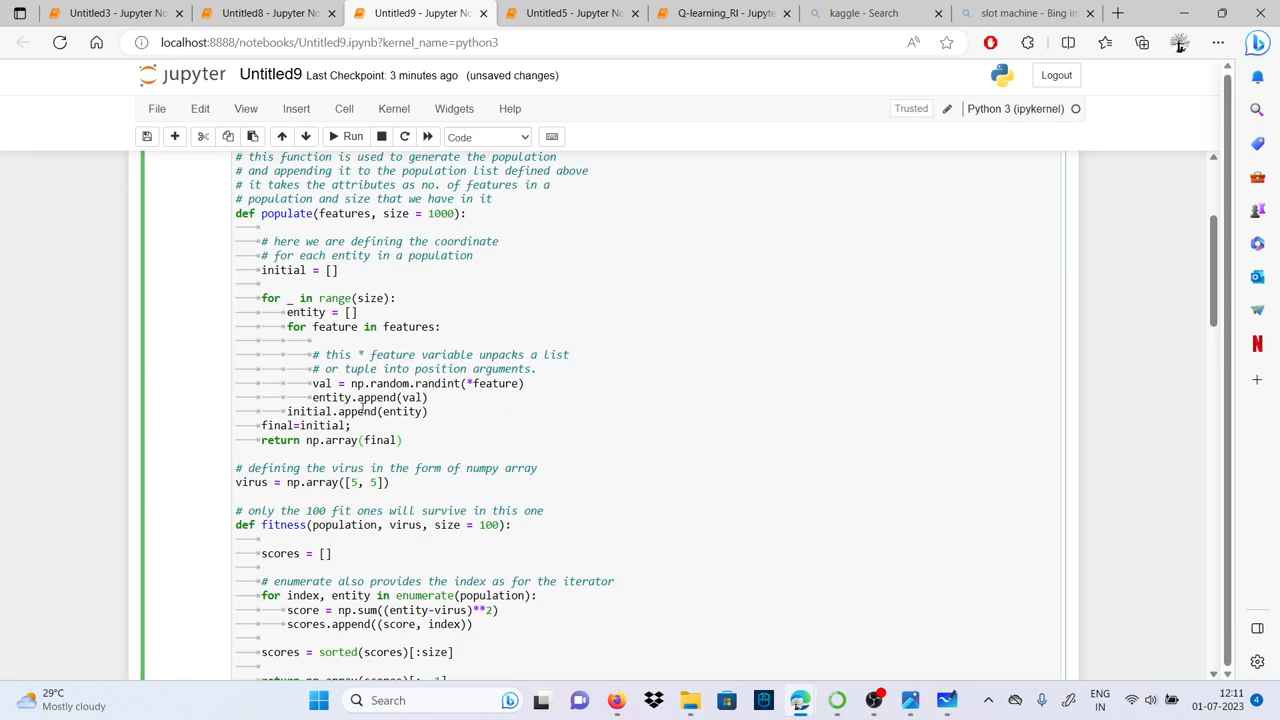 Untitled3 - Jupyter No
Untitled8 - Jupyter No
Untitled9 - Jupyter Not
Untitled5 - Jupyter No
Q-learning_RI - Jupyte
kaggle - Search
slot machine - Bing in
localhost:8888/notebooks/Untitled9.ipynb?kernel_name=python3
jupyter Untitled9 Last Checkpoint: 3 minutes ago (unsaved changes)
Logout
File Edit View Insert Cell Kernel Widgets Help
Trusted
Python 3 (ipykernel)
Run
Code
# this function is used to generate the population
# and appending it to the population list defined above
# it takes the attributes as no. of features in a
# population and size that we have in it
def populate(features, size = 1000):
# here we are defining the coordinate
# for each entity in a population
initial = []
for _ in range(size):
entity = []
for feature in features:
# this * feature variable unpacks a list
# or tuple into position arguments.
val = np.random.randint(*feature)
entity.append(val)
initial.append(entity)
final=initial;
return np.array(final)
# defining the virus in the form of numpy array
virus = np.array([5, 5])
# only the 100 fit ones will survive in this one
def fitness(population, virus, size = 100):
scores = []
# enumerate also provides the index as for the iterator
for index, entity in enumerate(population):
score = np.sum((entity-virus)**2)
scores.append((score, index))
scores = sorted(scores)[:size]
return np.array(scores)[:, 1]
29°C
Mostly cloudy
Search
ENG
IN
12:11
01-07-2023
4